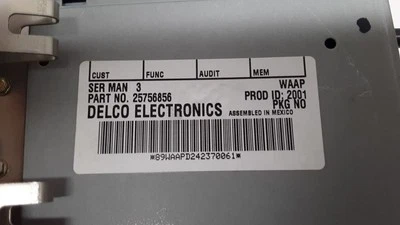 CUST FUNC AUDIT MEM
SER MAN 3 WAAP
PART NO. 25756856 PROD ID: 2001
PKG NO
DELCO ELECTRONICS ASSEMBLED IN MEXICO
*89WAAPD242370061*